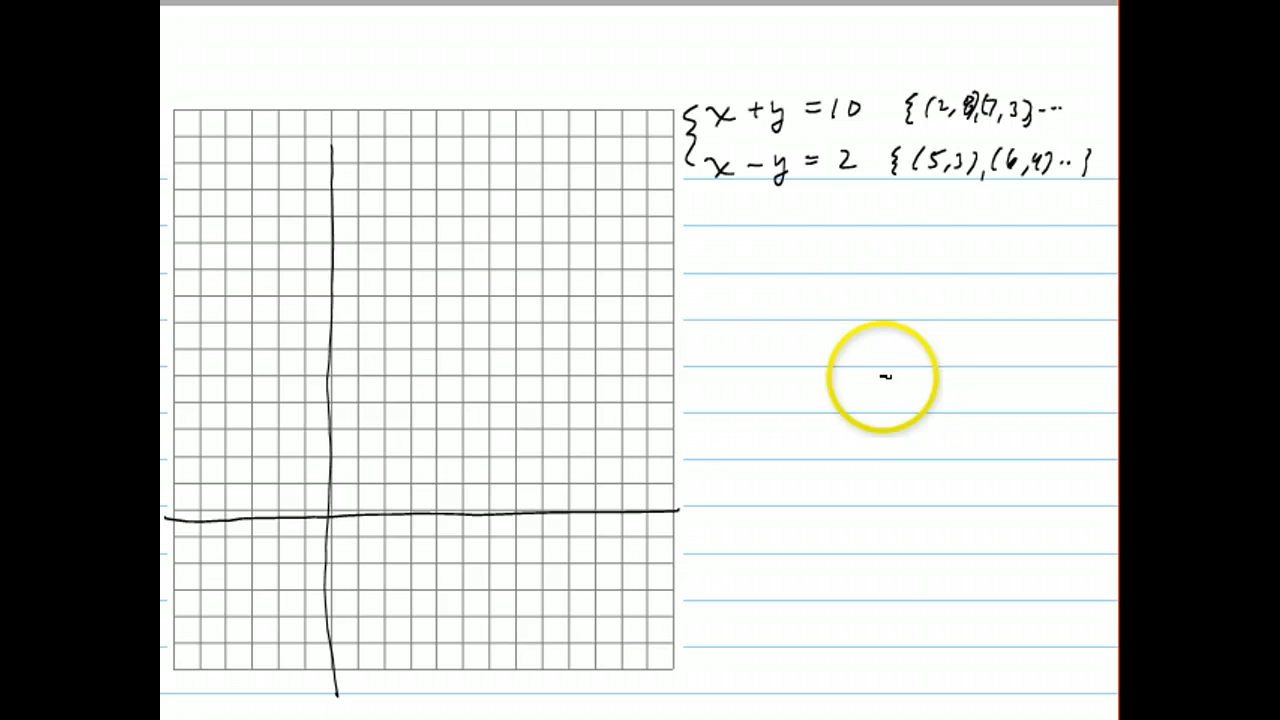 { x + y = 10 {(2, 8),(7, 3)...
x - y = 2 {(5,3),(6,4)..}